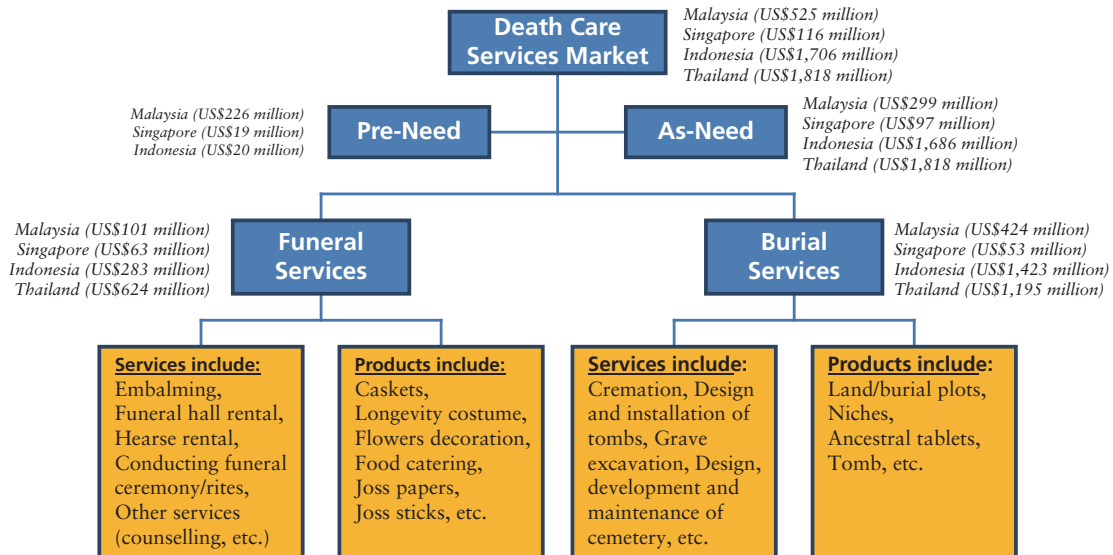 Death Care
Services Market
Malaysia (US$525 million)
Singapore (US$116 million)
Indonesia (US$1,706 million)
Thailand (US$1,818 million)
Malaysia (US$226 million)
Singapore (US$19 million)
Indonesia (US$20 million)
Pre-Need
As-Need
Malaysia (US$299 million)
Singapore (US$97 million)
Indonesia (US$1,686 million)
Thailand (US$1,818 million)
Malaysia (US$101 million)
Singapore (US$63 million)
Indonesia (US$283 million)
Thailand (US$624 million)
Funeral
Services
Burial
Services
Malaysia (US$424 million)
Singapore (US$53 million)
Indonesia (US$1,423 million)
Thailand (US$1,195 million)
Services include:
Embalming,
Funeral hall rental,
Hearse rental,
Conducting funeral
ceremony/rites,
Other services
(counselling, etc.)
Products include:
Caskets,
Longevity costume,
Flowers decoration,
Food catering,
Joss papers,
Joss sticks, etc.
Services include:
Cremation, Design
and installation of
tombs, Grave
excavation, Design,
development and
maintenance of
cemetery, etc.
Products include:
Land/burial plots,
Niches,
Ancestral tablets,
Tomb, etc.